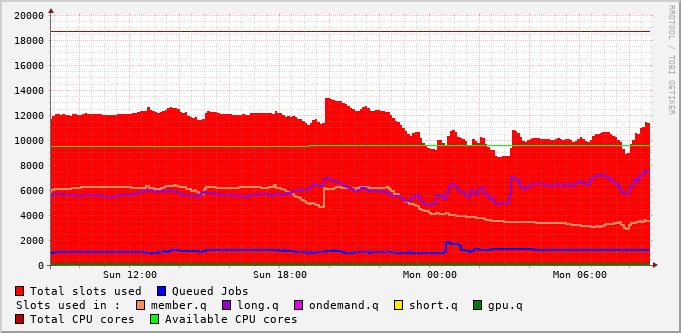 20000
18000
16000
14000
12000
10000
8000
6000
4000
2000
0
Sun 12:00 Sun 18:00 Mon 00:00 Mon 06:00
RRDTOOL / TOBI OETIKER
Total slots used Queued Jobs
Slots used in : member.q long.q ondemand.q short.q gpu.q
Total CPU cores Available CPU cores